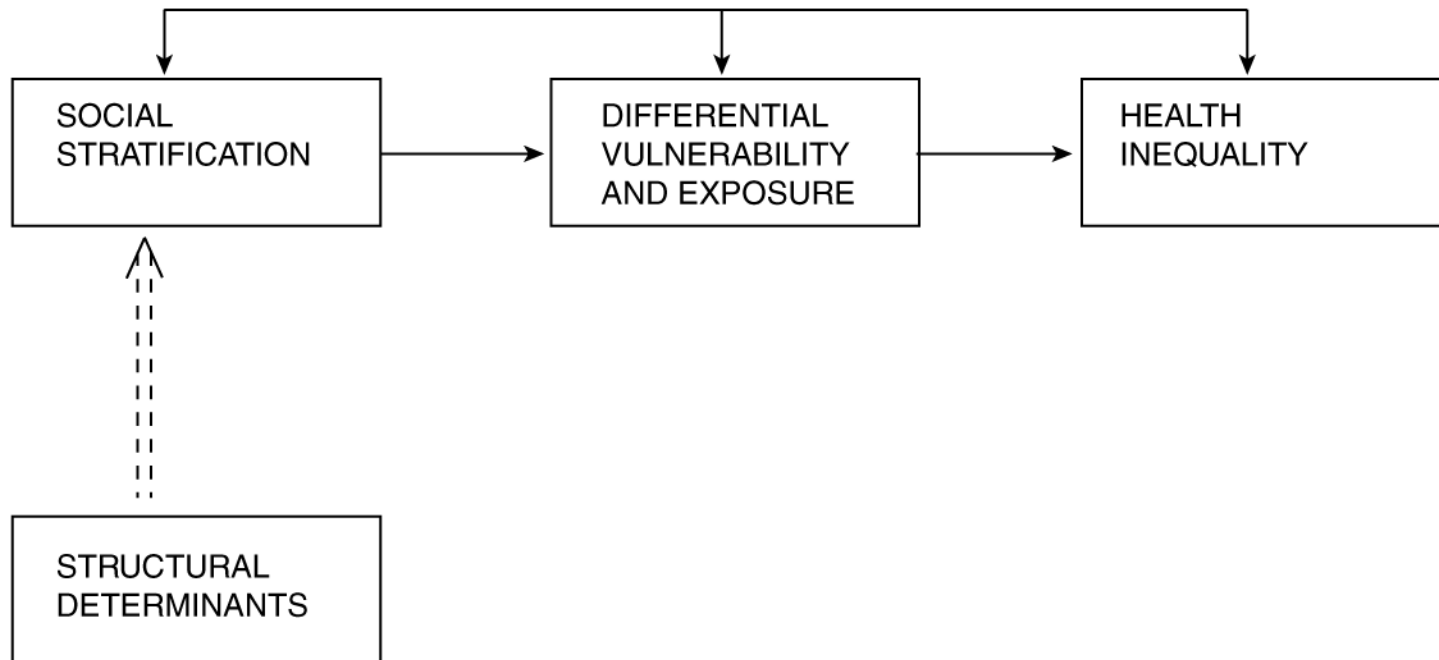 SOCIAL
STRATIFICATION
DIFFERENTIAL
VULNERABILITY
AND EXPOSURE
HEALTH
INEQUALITY
STRUCTURAL
DETERMINANTS